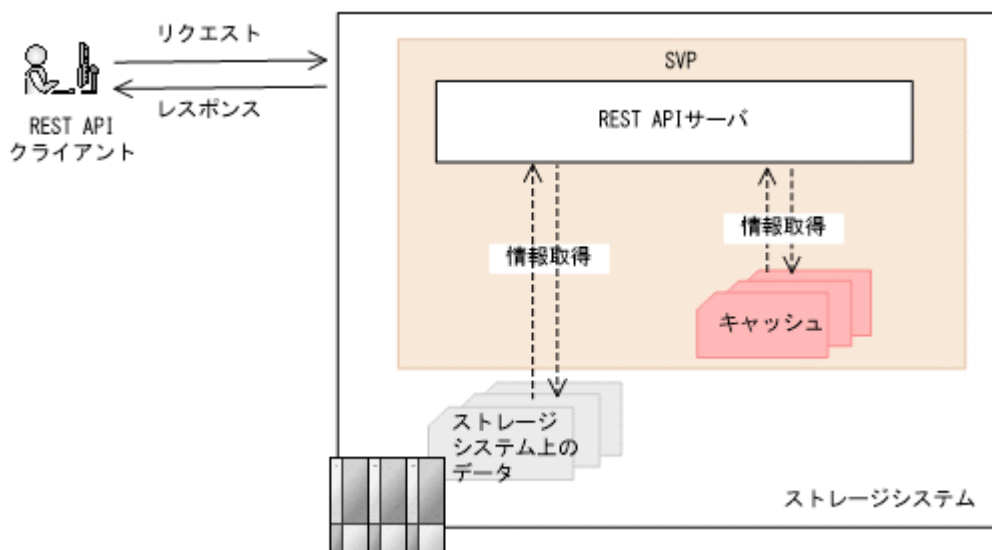 リクエスト
レスポンス
REST API
クライアント
SVP
REST APIサーバ
情報取得
情報取得
キャッシュ
ストレージ
システム上の
データ
ストレージシステム